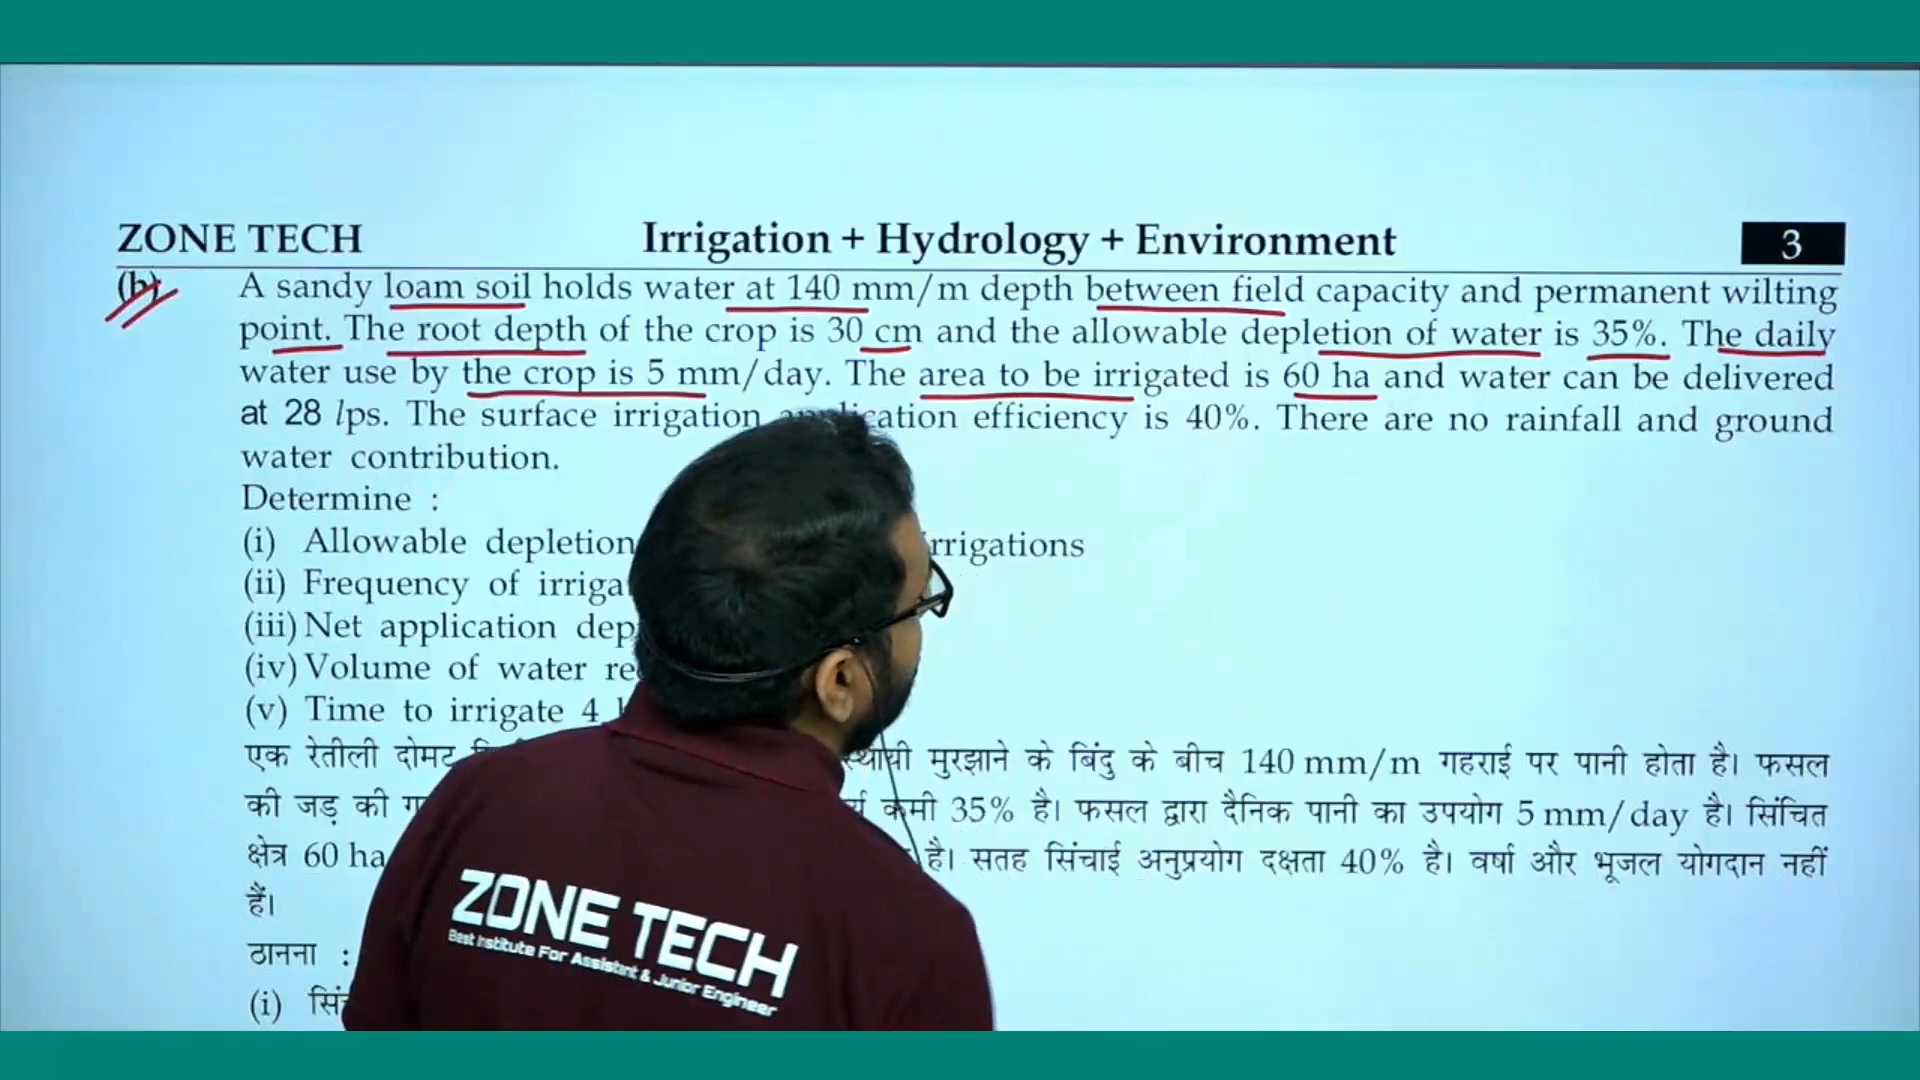 ZONE TECH Irrigation + Hydrology + Environment 3
(b) A sandy loam soil holds water at 140 mm/m depth between field capacity and permanent wilting
point. The root depth of the crop is 30 cm and the allowable depletion of water is 35%. The daily
water use by the crop is 5 mm/day. The area to be irrigated is 60 ha and water can be delivered
at 28 lps. The surface irrigation efficiency is 40%. There are no rainfall and ground
water contribution.
Determine :
(i) Allowable depletion
(ii) Frequency of
(iii) Net application
(iv) Volume of water
(v) Time to irrigate 4
एक रेतीली दोमट के बिंदु के बीच 140 mm/m गहराई पर पानी होता है। फसल
की जड़ की कमी 35% है। फसल द्वारा दैनिक पानी का उपयोग 5 mm/day है। सिंचित
क्षेत्र 60 ha है। सतह सिंचाई अनुप्रयोग दक्षता 40% है। वर्षा और भूजल योगदान नहीं
हैं।
ठानना :
(i)
ZONE TECH
Best Institute For Assistant & Junior Engineer